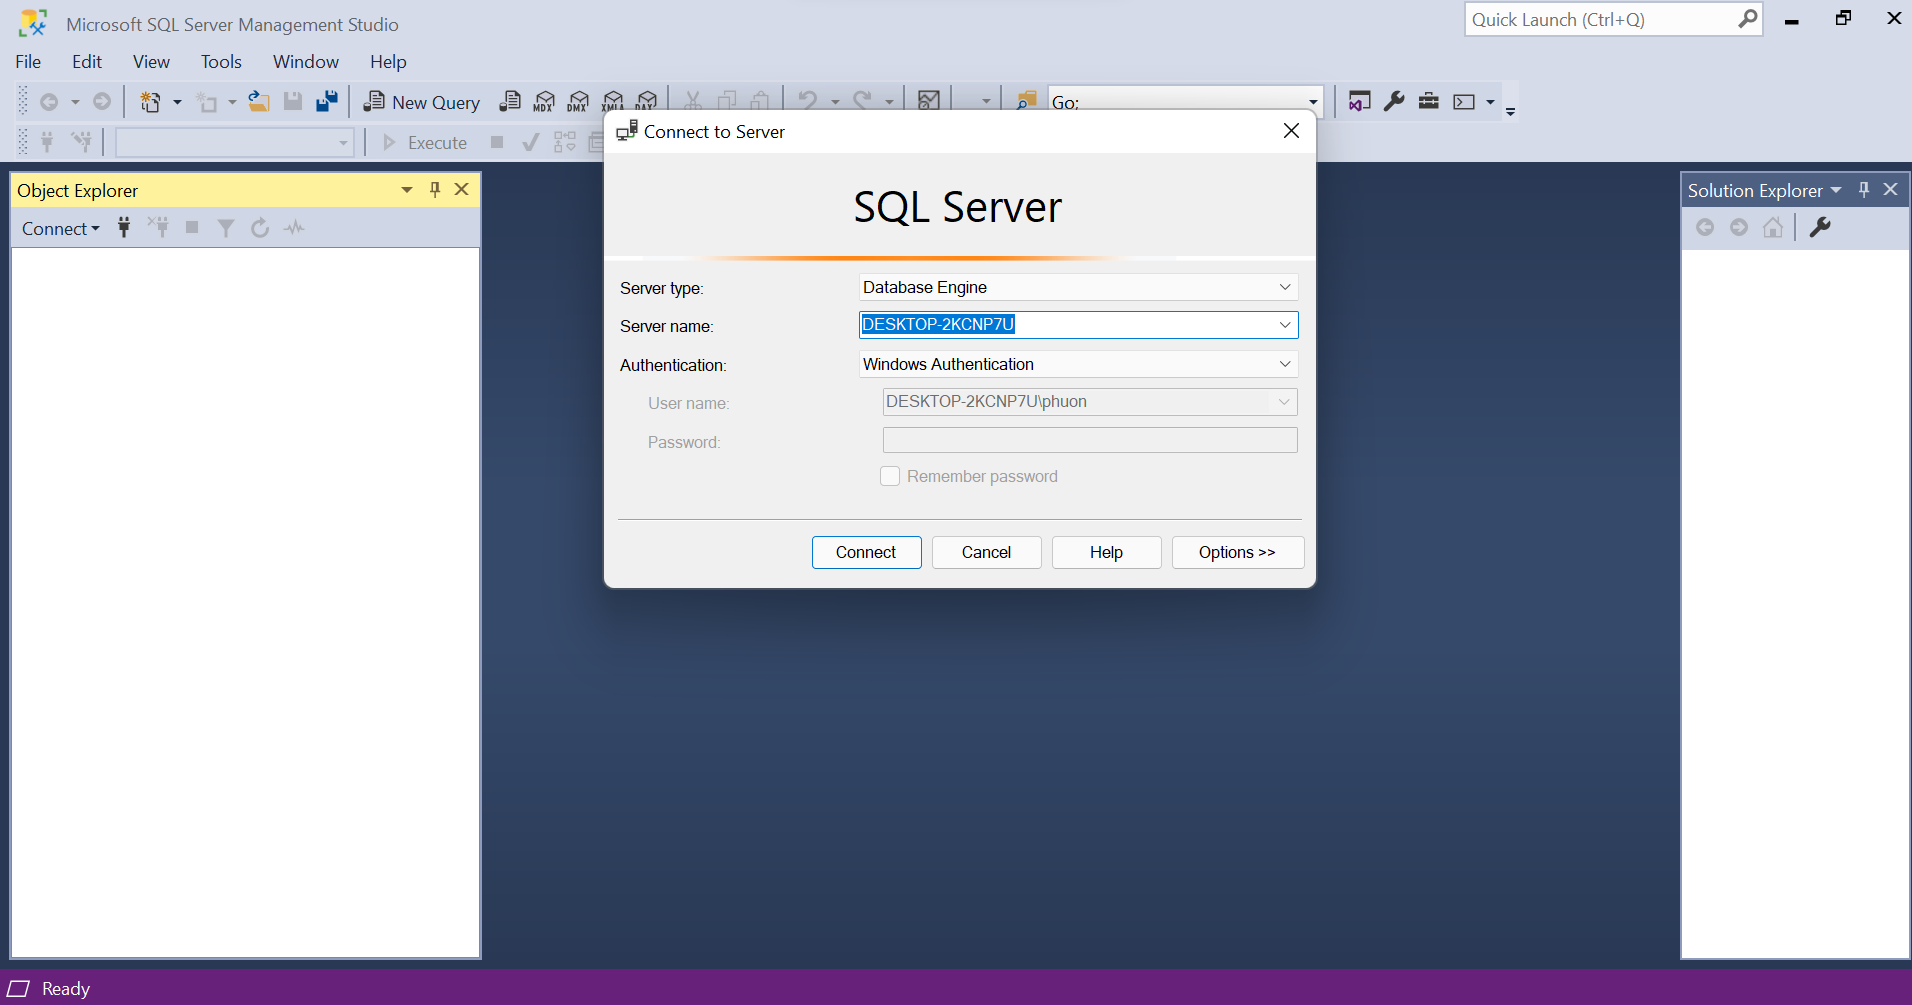 Microsoft SQL Server Management Studio
Quick Launch (Ctrl+Q)
File Edit View Tools Window Help
New Query MDX DMX XMLA DAX Go;
Execute
Connect to Server
SQL Server
Server type: Database Engine
Server name: DESKTOP-2KCNP7U
Authentication: Windows Authentication
User name: DESKTOP-2KCNP7U\phuon
Password:
Remember password
Connect Cancel Help Options >>
Object Explorer
Connect
Solution Explorer
Ready